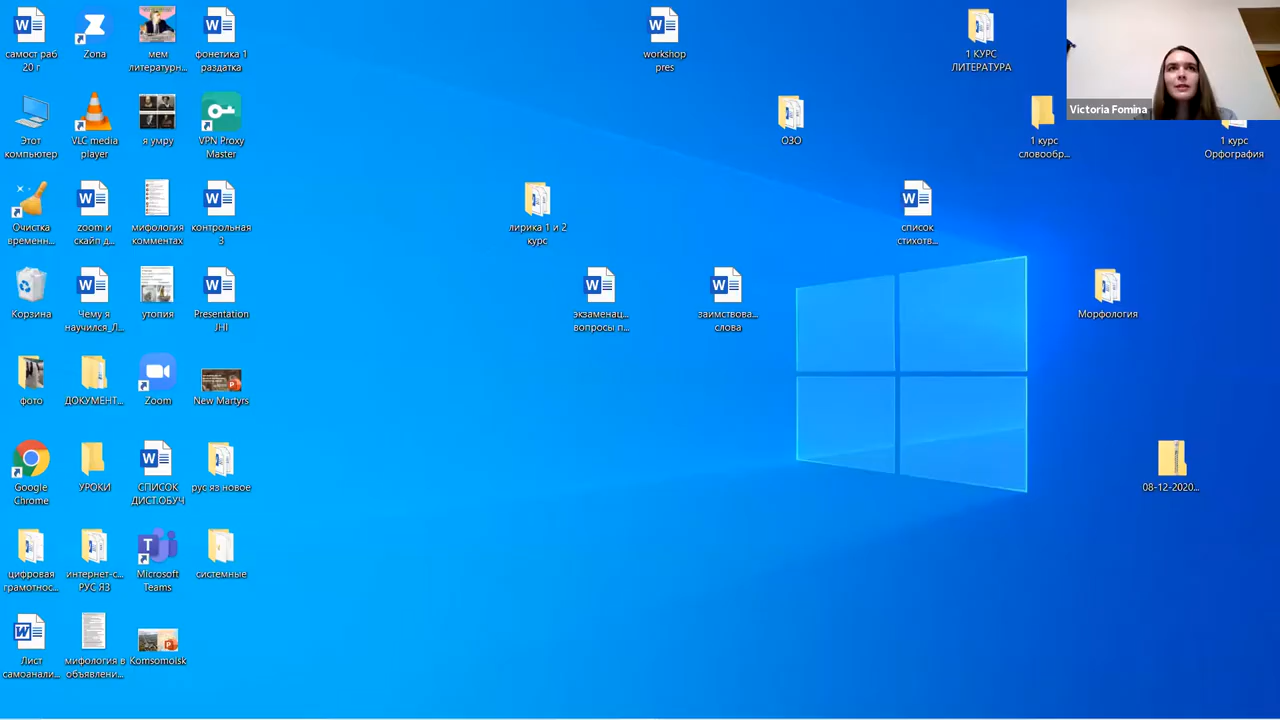 самост раб
20 г
Zona
мем
литературн...
фонетика 1
раздатка
workshop
pres
1 КУРС
ЛИТЕРАТУРА
Victoria Fomina
Этот
компьютер
VLC media
player
я умру
VPN Proxy
Master
ОЗО
1 курс
словообр...
1 курс
Орфография
Очистка
временн...
zoom и
скайп д...
мифология
комментах
контрольная
3
лирика 1 и 2
курс
список
стихотв...
Корзина
Чему я
научился_Л...
утопия
Presentation
JHI
экзаменац...
вопросы п...
заимствова...
слова
Морфология
фото
ДОКУМЕНТ...
Zoom
New Martyrs
Google
Chrome
УРОКИ
СПИСОК
ДИСТ.ОБУЧ
рус яз новое
08-12-2020...
цифровая
грамотнос...
интернет-с...
РУС ЯЗ
Microsoft
Teams
системные
Лист
самоанали...
мифология в
объявлени...
Komsomolsk